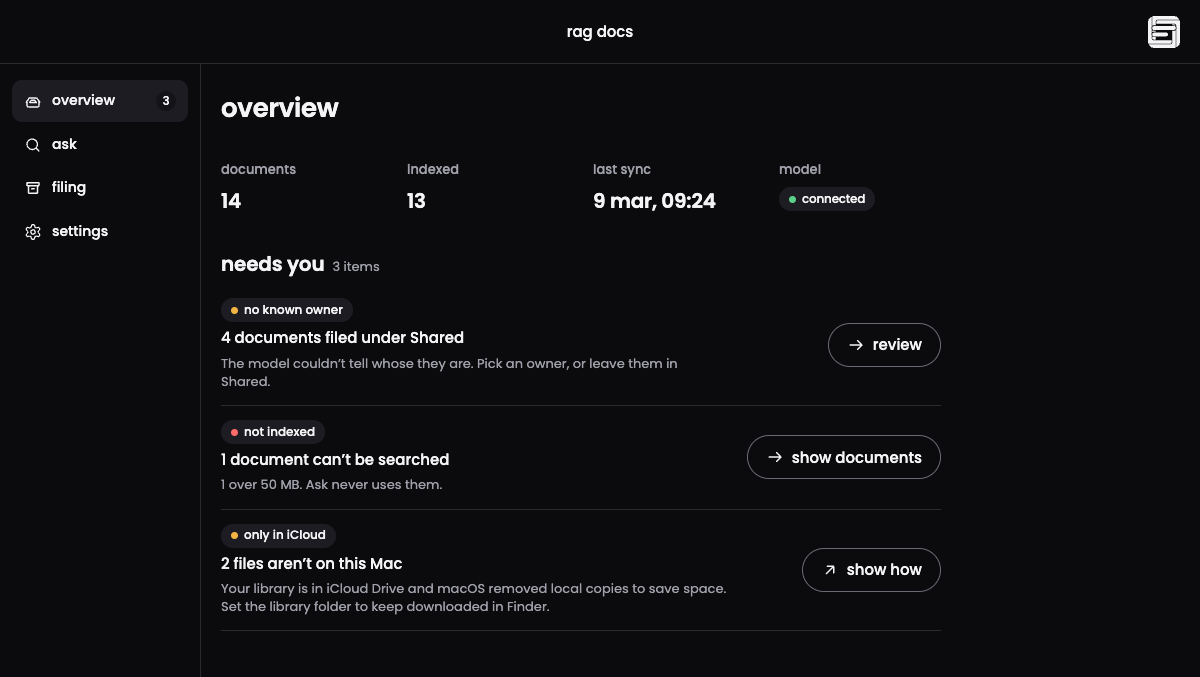 rag docs
overview 3
ask
filing
settings
overview
documents indexed last sync model
14 13 9 mar, 09:24 connected
needs you 3 items
no known owner
4 documents filed under Shared
The model couldn’t tell whose they are. Pick an owner, or leave them in
Shared.
→ review
not indexed
1 document can’t be searched
1 over 50 MB. Ask never uses them.
→ show documents
only in iCloud
2 files aren’t on this Mac
Your library is in iCloud Drive and macOS removed local copies to save space.
Set the library folder to keep downloaded in Finder.
↗ show how